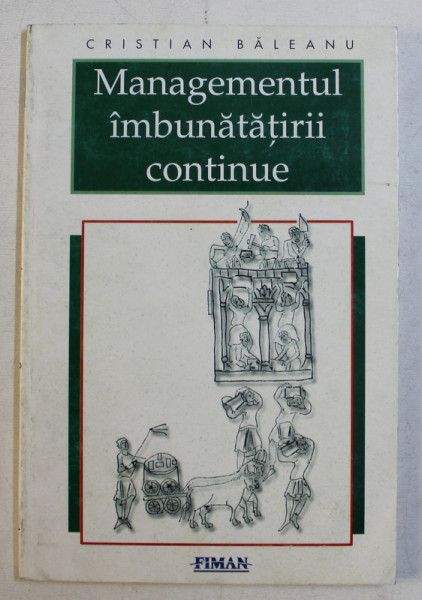 CRISTIAN BĂLEANU
Managementul
îmbunătățirii
continue
FIMAN